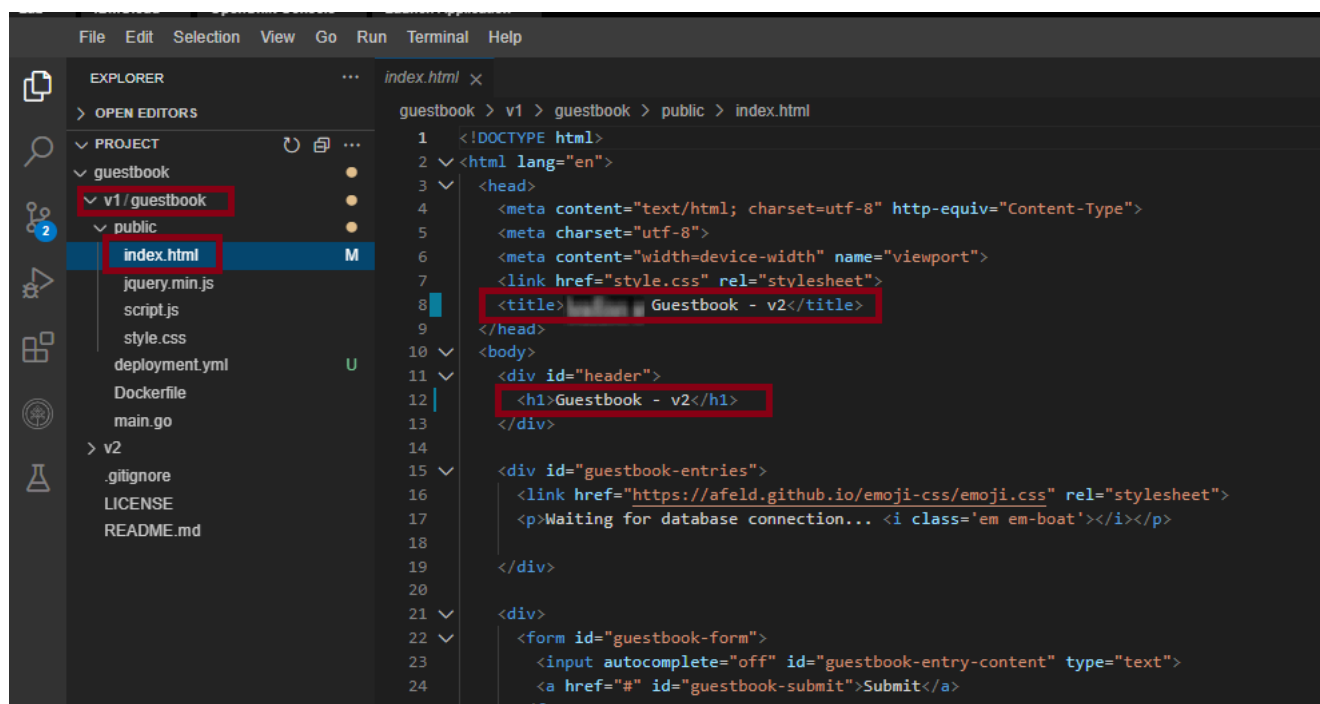 File Edit Selection View Go Run Terminal Help
EXPLORER ...
OPEN EDITORS
PROJECT ...
guestbook
v1/guestbook
public
index.html M
jquery.min.js
script.js
style.css
deployment.yml U
Dockerfile
main.go
v2
.gitignore
LICENSE
README.md
2
index.html ×
guestbook > v1 > guestbook > public > index.html
1 <!DOCTYPE html>
2 <html lang="en">
3 <head>
4 <meta content="text/html; charset=utf-8" http-equiv="Content-Type">
5 <meta charset="utf-8">
6 <meta content="width=device-width" name="viewport">
7 <link href="style.css" rel="stylesheet">
8 <title> Guestbook - v2</title>
9 </head>
10 <body>
11 <div id="header">
12 <h1>Guestbook - v2</h1>
13 </div>
14
15 <div id="guestbook-entries">
16 <link href="https://afeld.github.io/emoji-css/emoji.css" rel="stylesheet">
17 <p>Waiting for database connection... <i class='em em-boat'></i></p>
18
19 </div>
20
21 <div>
22 <form id="guestbook-form">
23 <input autocomplete="off" id="guestbook-entry-content" type="text">
24 <a href="#" id="guestbook-submit">Submit</a>